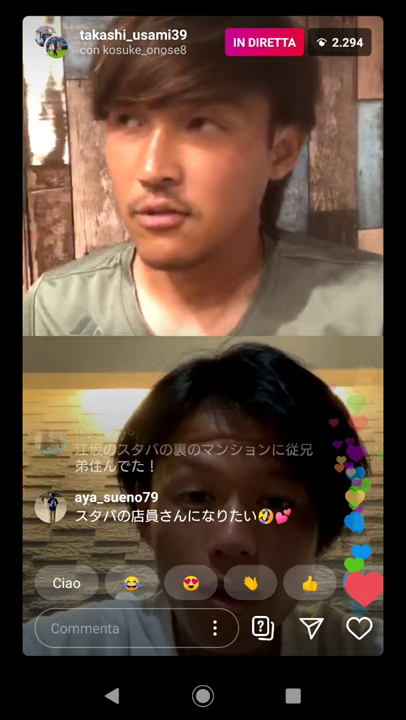 takashi_usami39
con kosuke_onose8
IN DIRETTA
2.294
江坂のスタバの裏のマンションに従兄
弟住んでた！
aya_sueno79
スタバの店員さんになりたい🤣💕
Ciao
Commenta